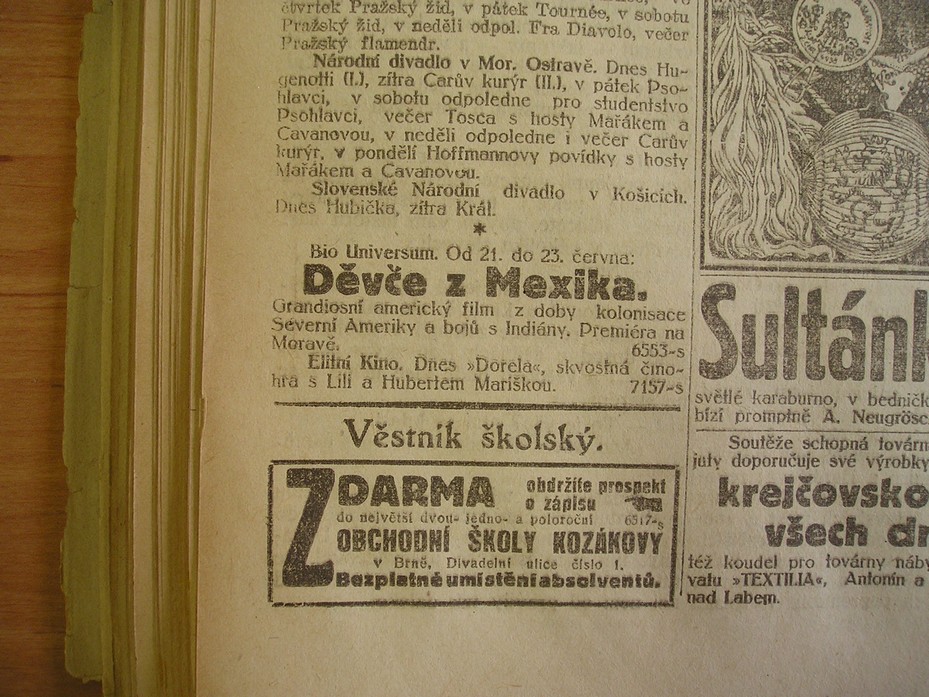 čtvrtek Pražský žid, v pátek Tournée, v sobotu
Pražský žid, v neděli odpol. Fra Diavolo, večer
Pražský flamendr.
Národní divadlo v Mor. Ostravě. Dnes Hu-
genotti (I.), zítra Carův kurýr (II.), v pátek Pso-
hlavci, v sobotu odpoledne pro studentstvo
Psohlavci, večer Tosca s hosty Mařákem a
Cavanovou, v neděli odpoledne i večer Carův
kurýr, v pondělí Hoffmannovy povídky s hosty
Mařákem a Cavanovou.
Slovenské Národní divadlo v Košicích.
Dnes Hubička, zítra Král.
*
Bio Universum. Od 21. do 23. června:
Děvče z Mexika.
Grandiosní americký film z doby kolonisace
Severní Ameriky a bojů s Indiány. Premiéra na
Moravě. 6553-s
Elitní Kino. Dnes »Dorela«, skvostná čino-
hra s Lili a Hubertem Mariškou. 7157-s
Věstník školský.
ZDARMA obdržíte prospekt
o zápisu
do největší dvou- jedno- a poloroční 6517-s
OBCHODNÍ ŠKOLY KOZÁKOVY
v Brně, Divadelní ulice číslo 1.
Bezplatné umístění absolventů.
Sultánk
světlé karaburno, v bedničk
bízí promptně A. Neugrösc
Soutěže schopná továrn
juty doporučuje své výrobky
krejčovsko
všech dr
též koudel pro továrny náby
valu »TEXTILIA«, Antonín a
nad Labem.